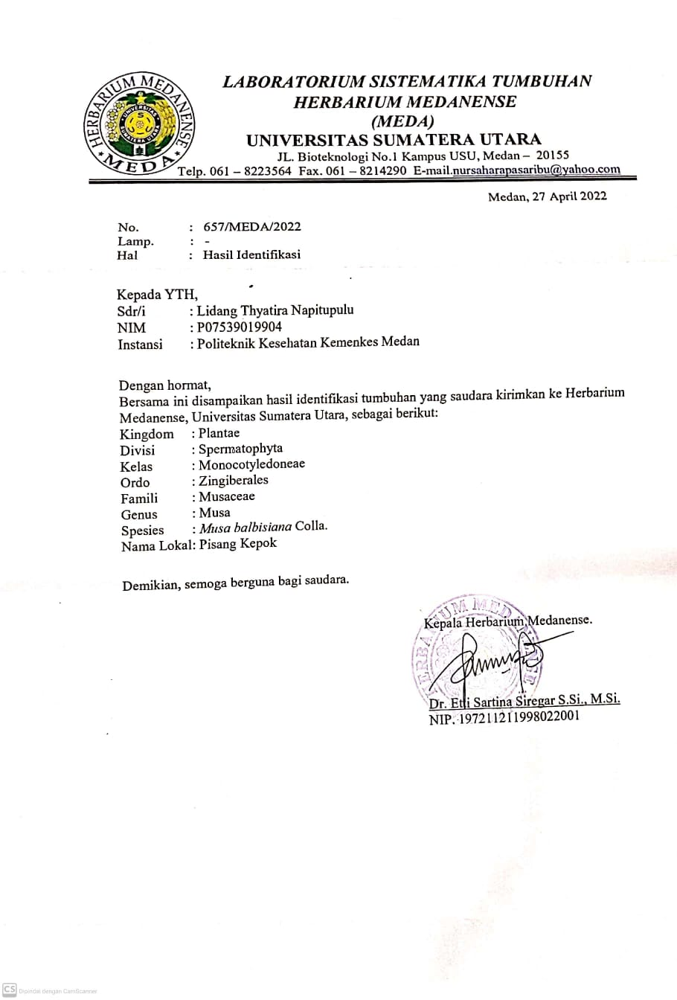 HERBARIUM MEDANENSE
* MEDA *
UNIVERSITAS SUMATERA UTARA
LABORATORIUM SISTEMATIKA TUMBUHAN
HERBARIUM MEDANENSE
(MEDA)
UNIVERSITAS SUMATERA UTARA
JL. Bioteknologi No.1 Kampus USU, Medan – 20155
Telp. 061 – 8223564 Fax. 061 – 8214290 E-mail.nursaharapasaribu@yahoo.com
Medan, 27 April 2022
No. : 657/MEDA/2022
Lamp. : -
Hal : Hasil Identifikasi
Kepada YTH,
Sdr/i : Lidang Thyatira Napitupulu
NIM : P07539019904
Instansi : Politeknik Kesehatan Kemenkes Medan
Dengan hormat,
Bersama ini disampaikan hasil identifikasi tumbuhan yang saudara kirimkan ke Herbarium
Medanense, Universitas Sumatera Utara, sebagai berikut:
Kingdom : Plantae
Divisi : Spermatophyta
Kelas : Monocotyledoneae
Ordo : Zingiberales
Famili : Musaceae
Genus : Musa
Spesies : Musa balbisiana Colla.
Nama Lokal: Pisang Kepok
Demikian, semoga berguna bagi saudara.
Kepala Herbarium Medanense.
Dr. Etti Sartina Siregar S.Si., M.Si.
NIP. 197211211998022001
CS Dipindai dengan CamScanner